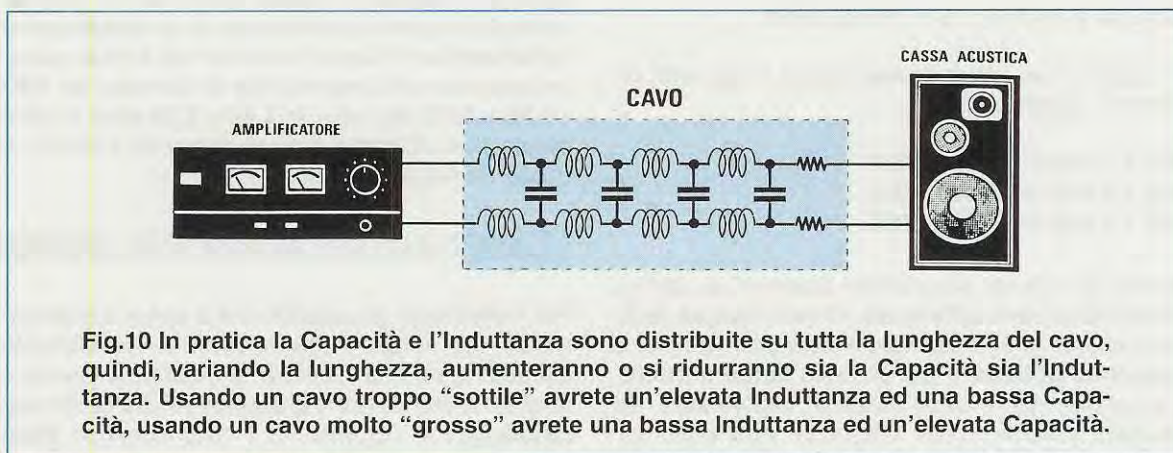 CASSA ACUSTICA
CAVO
AMPLIFICATORE
Fig.10 In pratica la Capacità e l'Induttanza sono distribuite su tutta la lunghezza del cavo,
quindi, variando la lunghezza, aumenteranno o si ridurranno sia la Capacità sia l'Indut-
tanza. Usando un cavo troppo "sottile" avrete un'elevata Induttanza ed una bassa Capa-
cità, usando un cavo molto "grosso" avrete una bassa Induttanza ed un'elevata Capacità.